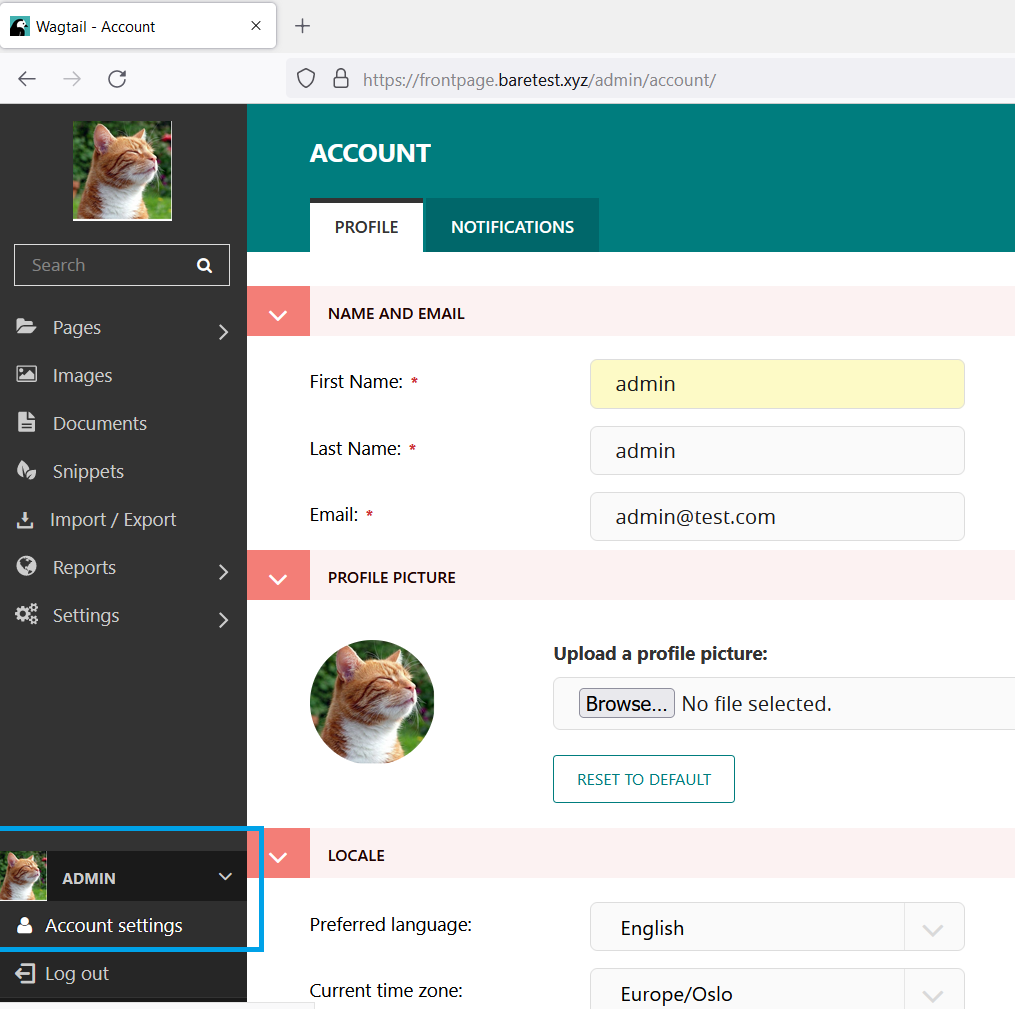 Wagtail - Account
https://frontpage.baretest.xyz/admin/account/
Search
Pages
Images
Documents
Snippets
Import / Export
Reports
Settings
ADMIN
Account settings
Log out
ACCOUNT
PROFILE NOTIFICATIONS
NAME AND EMAIL
First Name: * admin
Last Name: * admin
Email: * admin@test.com
PROFILE PICTURE
Upload a profile picture:
Browse... No file selected.
RESET TO DEFAULT
LOCALE
Preferred language: English
Current time zone: Europe/Oslo